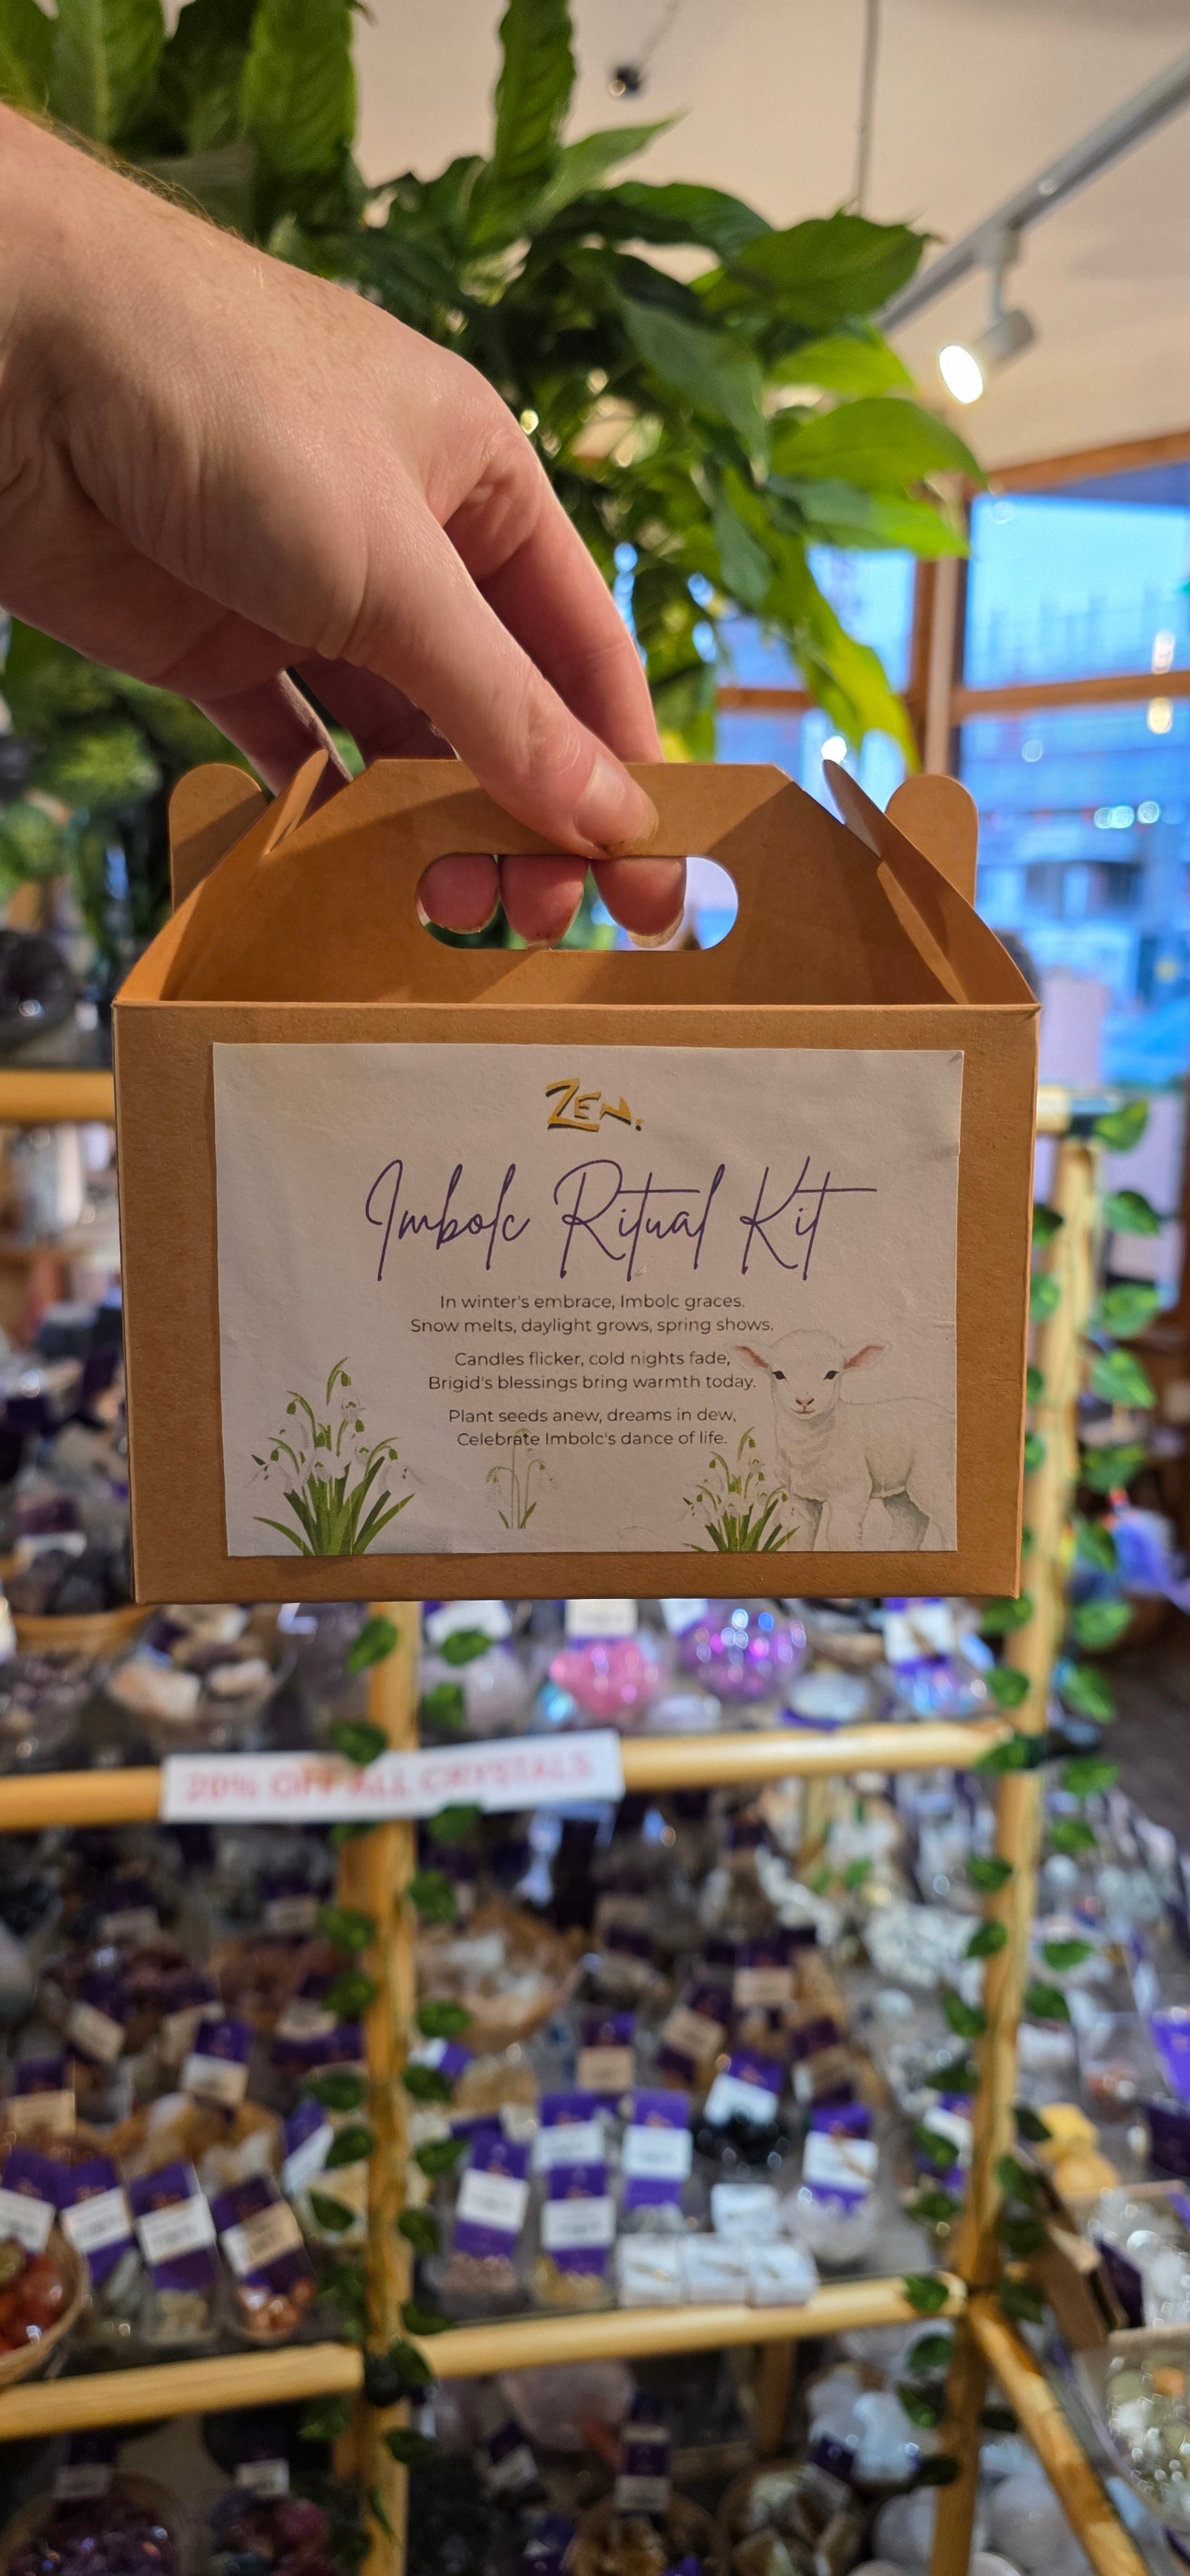 ZEN.
Imbolc Ritual Kit
In winter's embrace, Imbolc graces.
Snow melts, daylight grows, spring shows.
Candles flicker, cold nights fade,
Brigid's blessings bring warmth today.
Plant seeds anew, dreams in dew,
Celebrate Imbolc's dance of life.
20% OFF ALL CRYSTALS